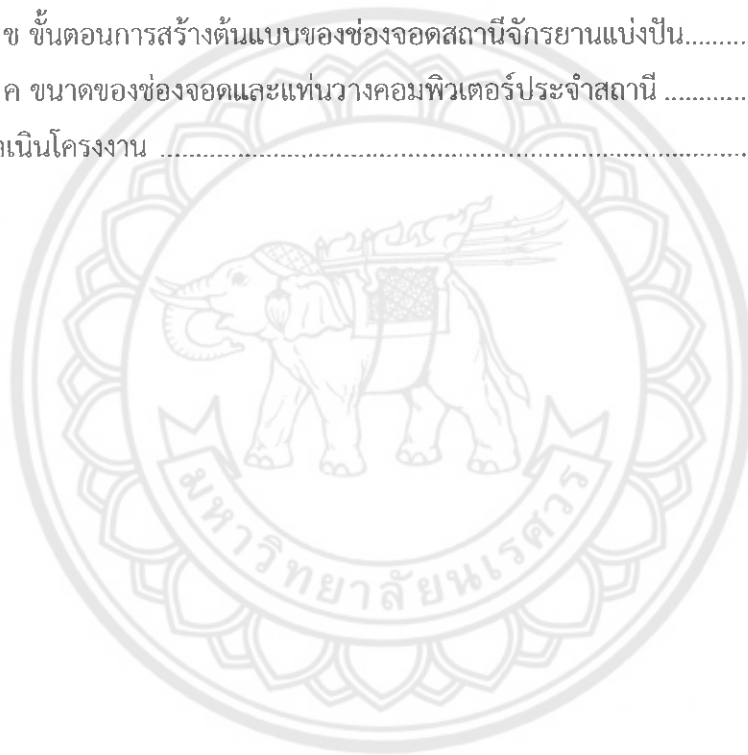 ข ขั้นตอนการสร้างต้นแบบของช่องจอดสถานีจักรยานแบ่งปัน.........
ค ขนาดของช่องจอดและแท่นวางคอมพิวเตอร์ประจำสถานี ............
เนินโครงงาน ......................................................................
มหาวิทยาลัยนเรศวร